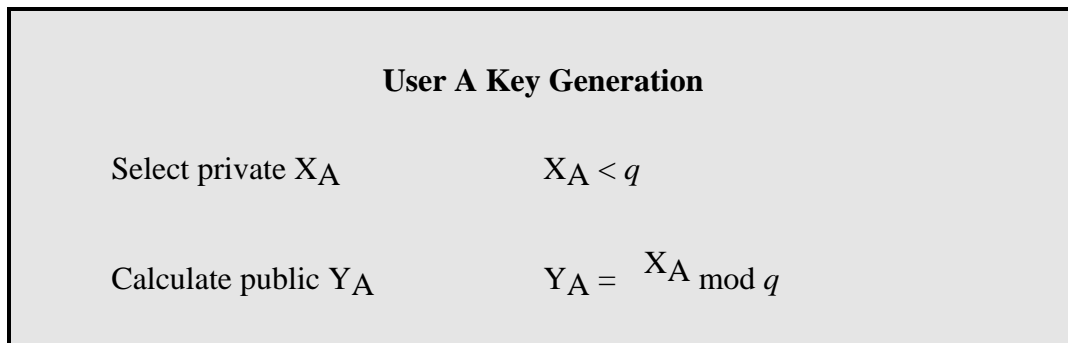 User A Key Generation
Select private XA XA < q
Calculate public YA YA = XA mod q